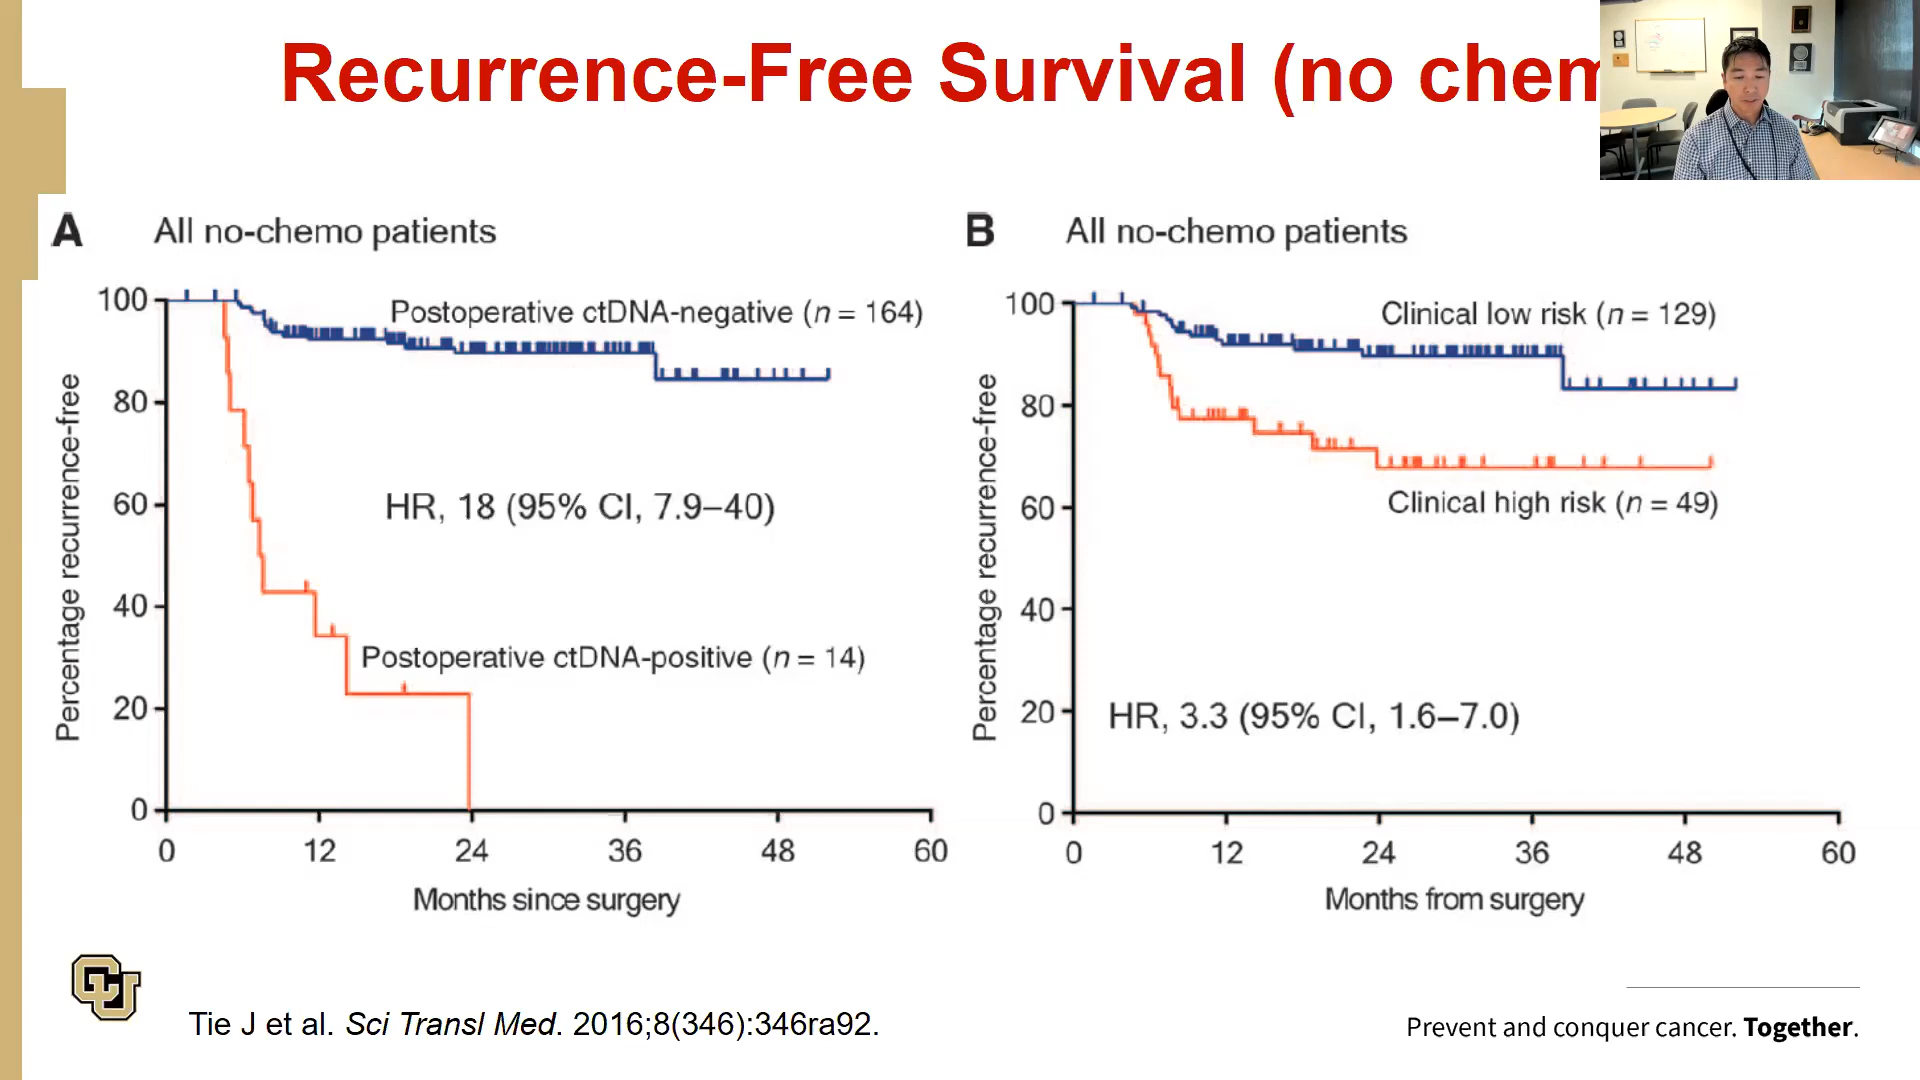 Recurrence-Free Survival (no chem
A All no-chemo patients
100
80
60
40
20
0
Percentage recurrence-free
Postoperative ctDNA-negative (n = 164)
HR, 18 (95% CI, 7.9–40)
Postoperative ctDNA-positive (n = 14)
0 12 24 36 48 60
Months since surgery
B All no-chemo patients
100
80
60
40
20
0
Percentage recurrence-free
Clinical low risk (n = 129)
Clinical high risk (n = 49)
HR, 3.3 (95% CI, 1.6–7.0)
0 12 24 36 48 60
Months from surgery
CU
Tie J et al. Sci Transl Med. 2016;8(346):346ra92.
Prevent and conquer cancer. Together.